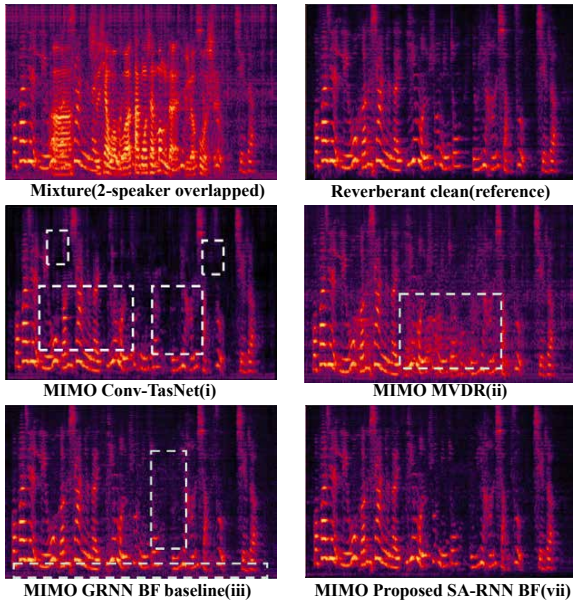 Mixture(2-speaker overlapped)
Reverberant clean(reference)
MIMO Conv-TasNet(i)
MIMO MVDR(ii)
MIMO GRNN BF baseline(iii)
MIMO Proposed SA-RNN BF(vii)